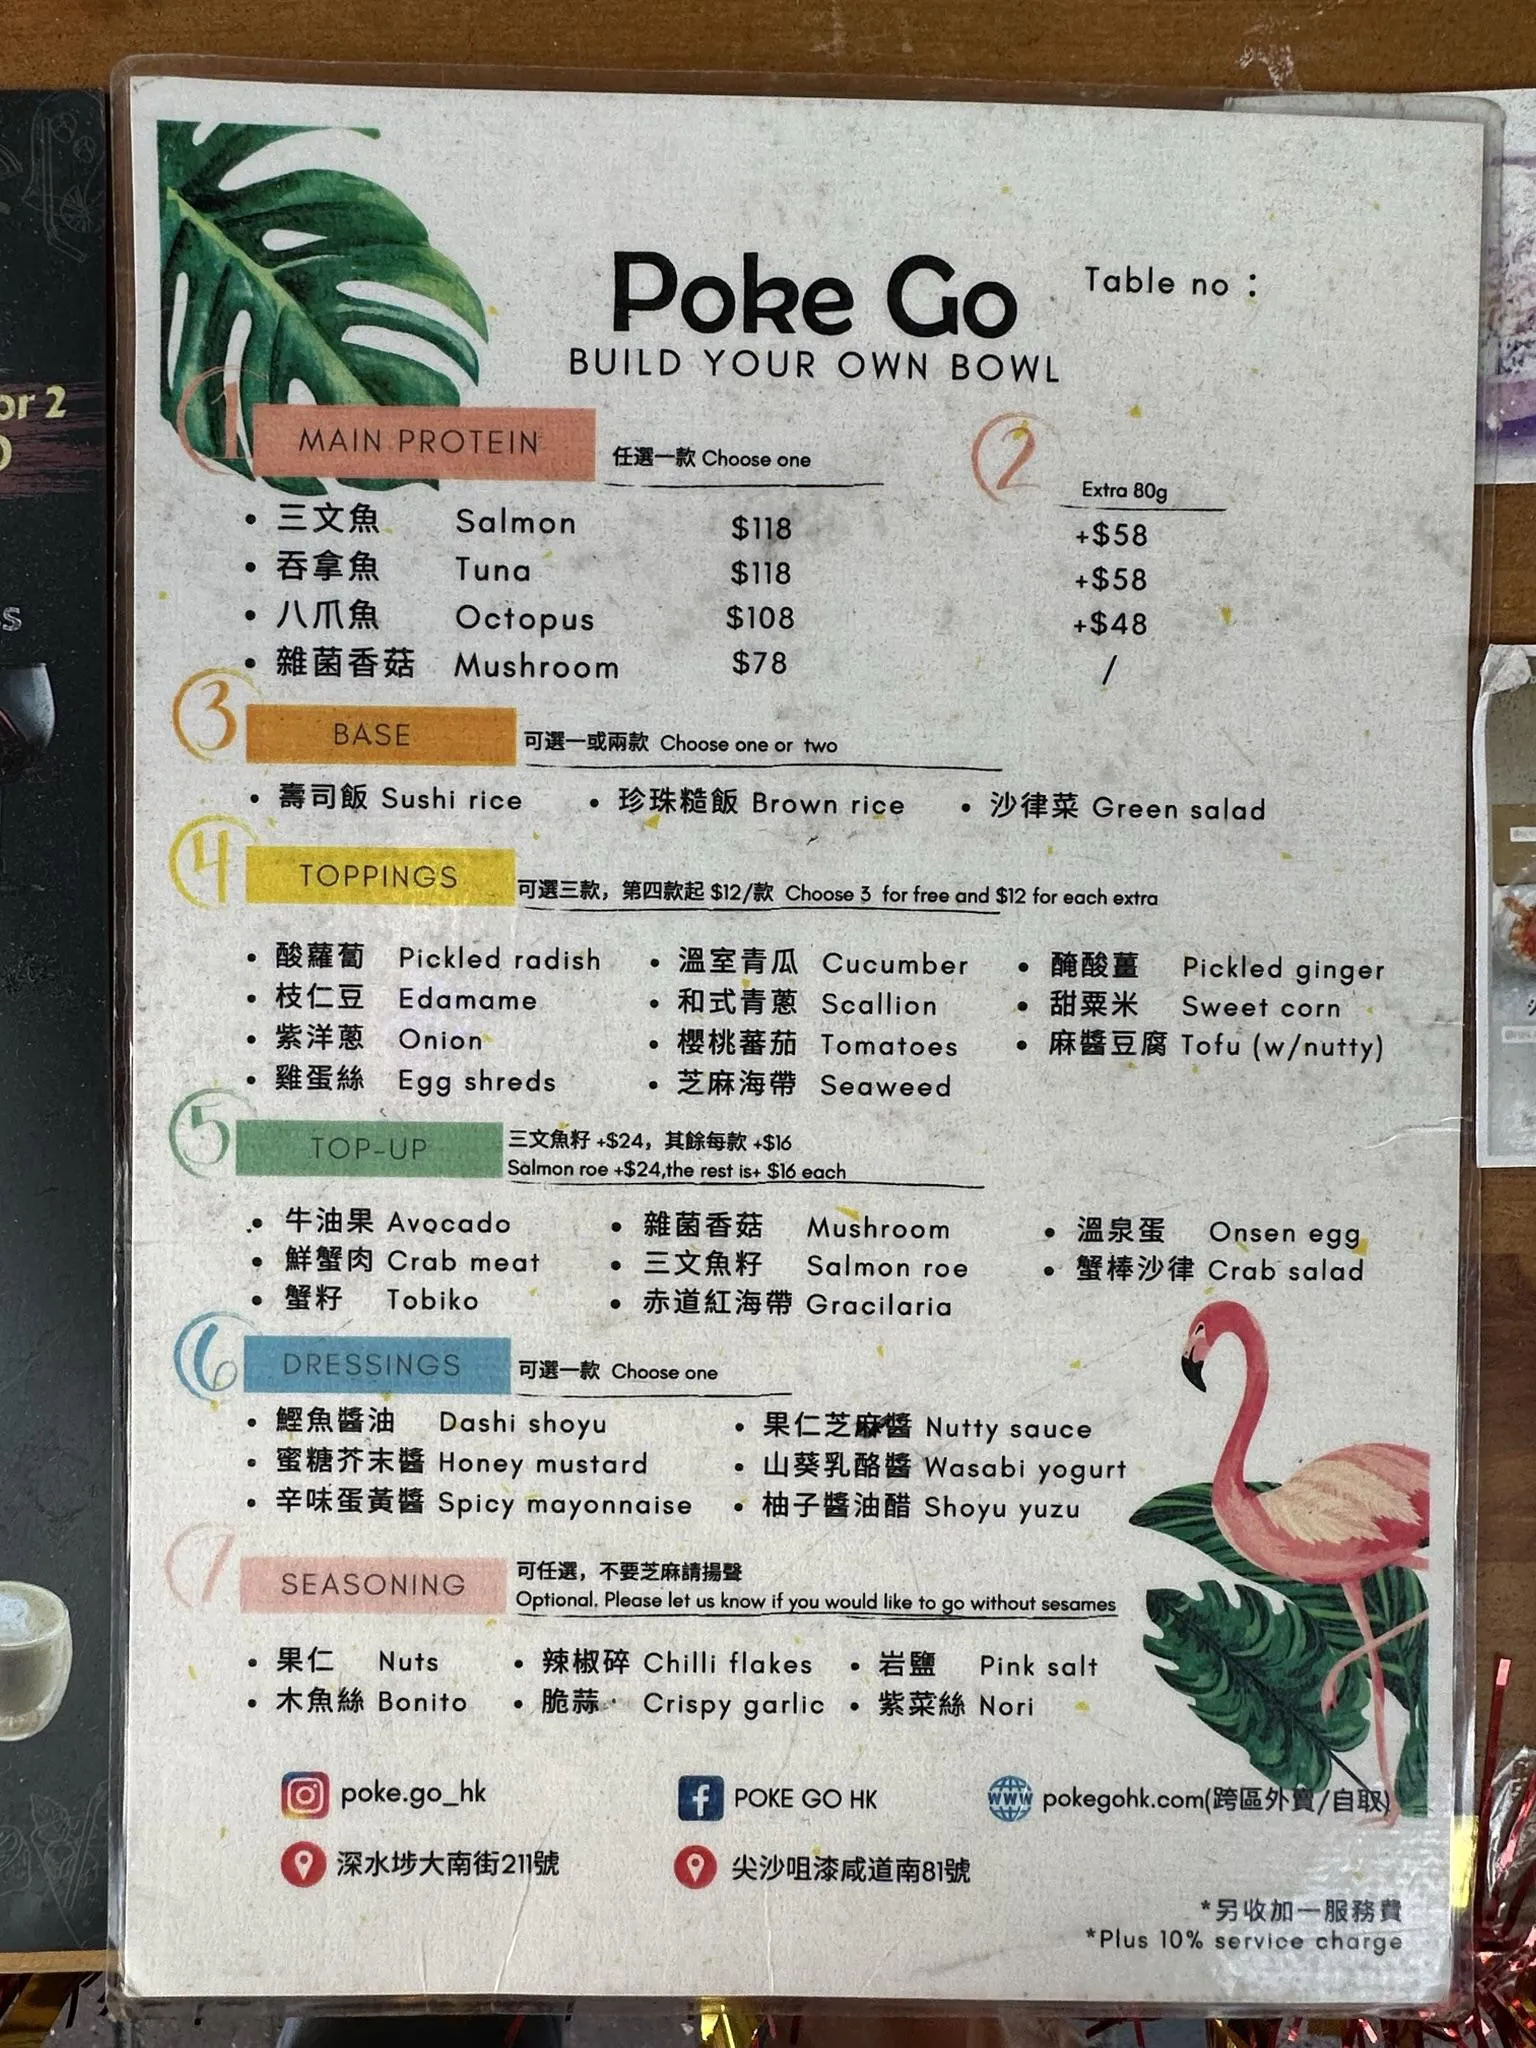 Poke Go
Table no：
BUILD YOUR OWN BOWL
1 MAIN PROTEIN 任選一款 Choose one
2 Extra 80g
• 三文魚 Salmon $118 +$58
• 吞拿魚 Tuna $118 +$58
• 八爪魚 Octopus $108 +$48
• 雜菌香菇 Mushroom $78 /
3 BASE 可選一或兩款 Choose one or two
• 壽司飯 Sushi rice • 珍珠糙飯 Brown rice • 沙律菜 Green salad
4 TOPPINGS 可選三款，第四款起 $12/款 Choose 3 for free and $12 for each extra
• 酸蘿蔔 Pickled radish • 溫室青瓜 Cucumber • 醃酸薑 Pickled ginger
• 枝仁豆 Edamame • 和式青蔥 Scallion • 甜粟米 Sweet corn
• 紫洋蔥 Onion • 櫻桃蕃茄 Tomatoes • 麻醬豆腐 Tofu (w/nutty)
• 雞蛋絲 Egg shreds • 芝麻海帶 Seaweed
5 TOP-UP 三文魚籽 +$24，其餘每款 +$16
Salmon roe +$24,the rest is+ $16 each
• 牛油果 Avocado • 雜菌香菇 Mushroom • 溫泉蛋 Onsen egg
• 鮮蟹肉 Crab meat • 三文魚籽 Salmon roe • 蟹棒沙律 Crab salad
• 蟹籽 Tobiko • 赤道紅海帶 Gracilaria
6 DRESSINGS 可選一款 Choose one
• 鰹魚醬油 Dashi shoyu • 果仁芝麻醬 Nutty sauce
• 蜜糖芥末醬 Honey mustard • 山葵乳酪醬 Wasabi yogurt
• 辛味蛋黃醬 Spicy mayonnaise • 柚子醬油醋 Shoyu yuzu
7 SEASONING 可任選，不要芝麻請揚聲
Optional. Please let us know if you would like to go without sesames
• 果仁 Nuts • 辣椒碎 Chilli flakes • 岩鹽 Pink salt
• 木魚絲 Bonito • 脆蒜 Crispy garlic • 紫菜絲 Nori
poke.go_hk f POKE GO HK WWW pokegohk.com(跨區外賣/自取)
深水埗大南街211號 尖沙咀漆咸道南81號
*另收加一服務費
*Plus 10% service charge
or 2